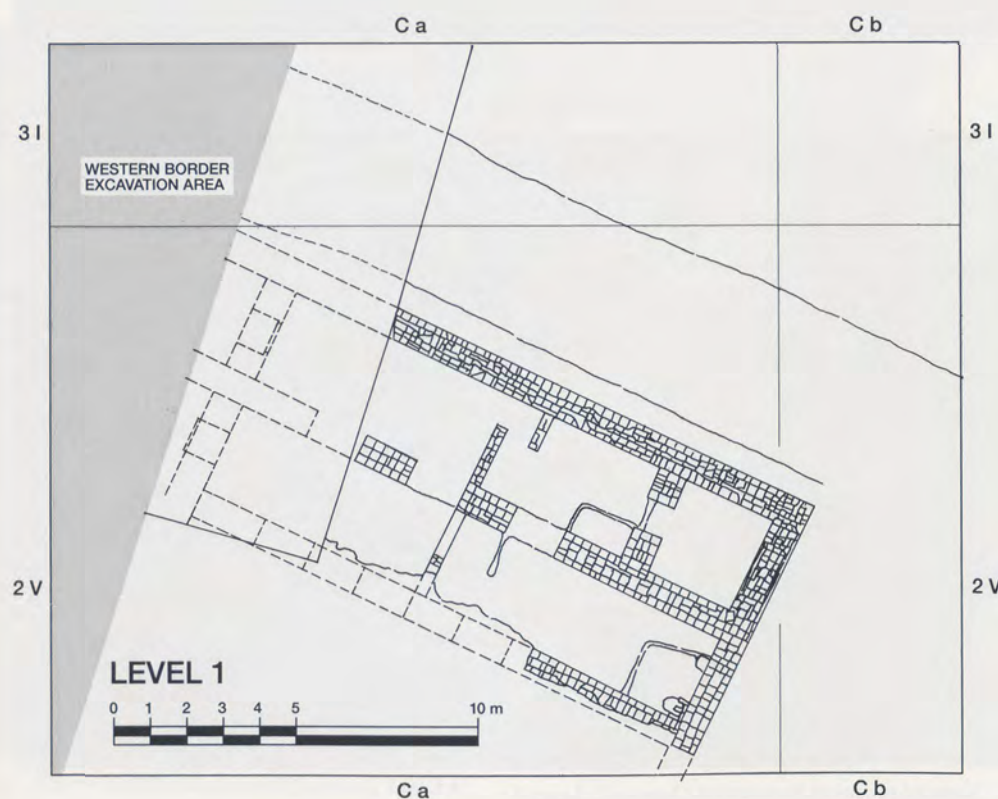 C a
C b
3 I
3 I
WESTERN BORDER
EXCAVATION AREA
2 V
2 V
LEVEL 1
0 1 2 3 4 5 10 m
C a
C b